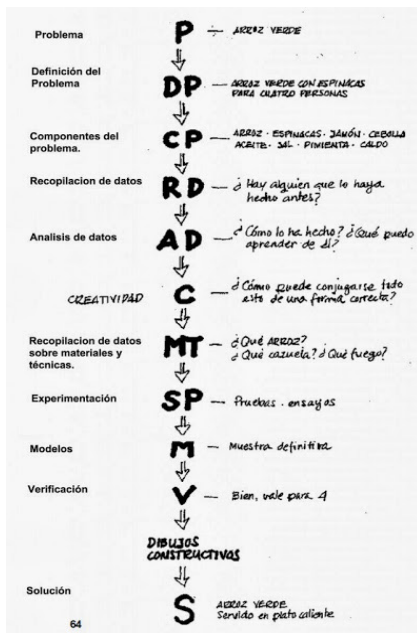 Problema
P — ARROZ VERDE
Definición del
Problema
DP — ARROZ VERDE CON ESPINACAS
PARA CUATRO PERSONAS
Componentes del
problema.
CP — ARROZ · ESPINACAS · JAMÓN · CEBOLLA
ACEITE · SAL · PIMIENTA · CALDO
Recopilacion de datos
RD — ¿Hay alguien que lo haya
hecho antes?
Analisis de datos
AD — ¿Cómo lo ha hecho? ¿Qué puedo
aprender de él?
CREATIVIDAD
C — ¿Cómo puede conjugarse todo
esto de una forma correcta?
Recopilacion de datos
sobre materiales y
técnicas.
MT — ¿Qué ARROZ?
¿Qué cazuela? ¿Qué fuego?
Experimentación
SP — Pruebas · ensayos
Modelos
M — Muestra definitiva
Verificación
V — Bien, vale para 4
DIBUJOS
CONSTRUCTIVOS
Solución
S ARROZ VERDE
Servido en plato caliente
64